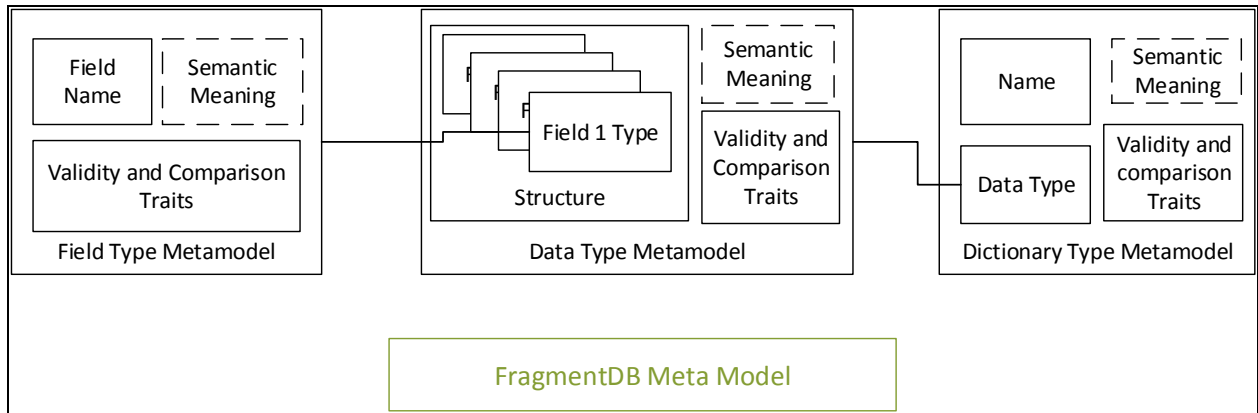 Field
Name
Semantic
Meaning
Validity and Comparison
Traits
Field Type Metamodel
Field 1 Type
Structure
Semantic
Meaning
Validity and
Comparison
Traits
Data Type Metamodel
Name
Semantic
Meaning
Data Type
Validity and
comparison
Traits
Dictionary Type Metamodel
FragmentDB Meta Model